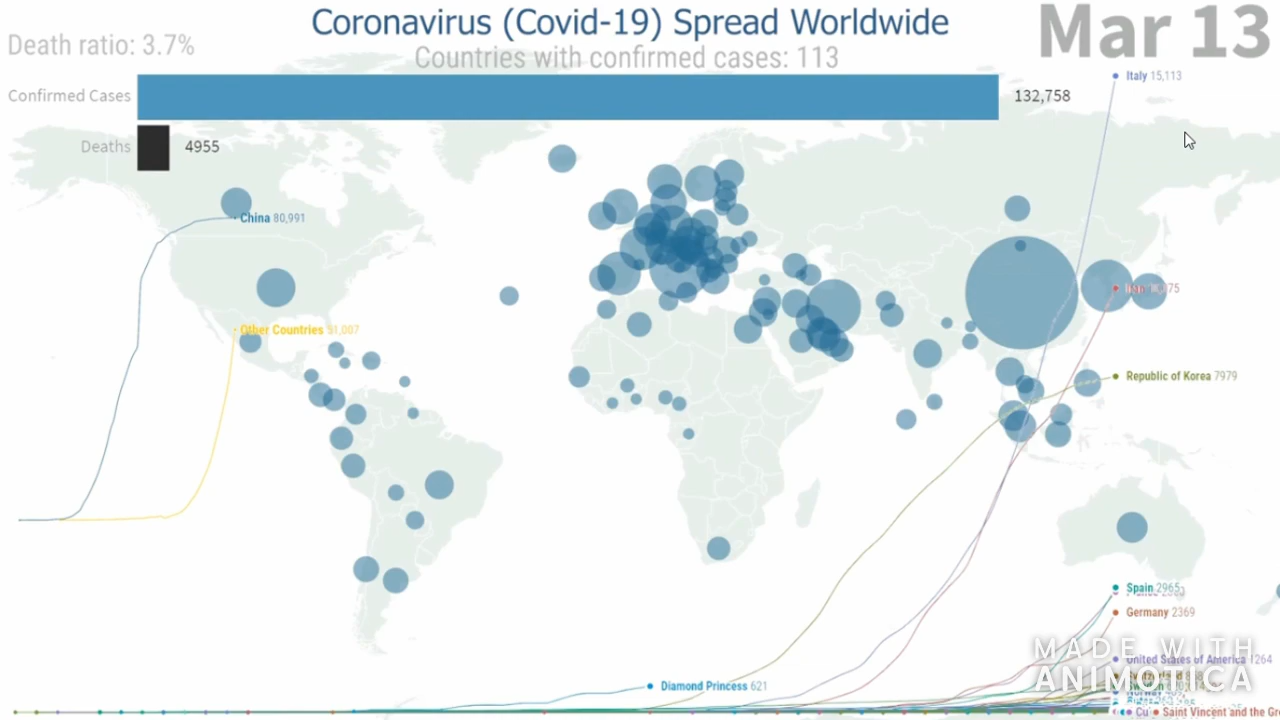 Coronavirus (Covid-19) Spread Worldwide
Mar 13
Death ratio: 3.7%
Countries with confirmed cases: 113
Italy 15,113
Confirmed Cases
132,758
Deaths
4955
China 80,991
Other Countries 51,007
Republic of Korea 7979
Spain 2965
Germany 2369
United States of America 1264
MADE WITH
ANIMOTICA
Diamond Princess 621
Cu
Saint Vincent and the Gr